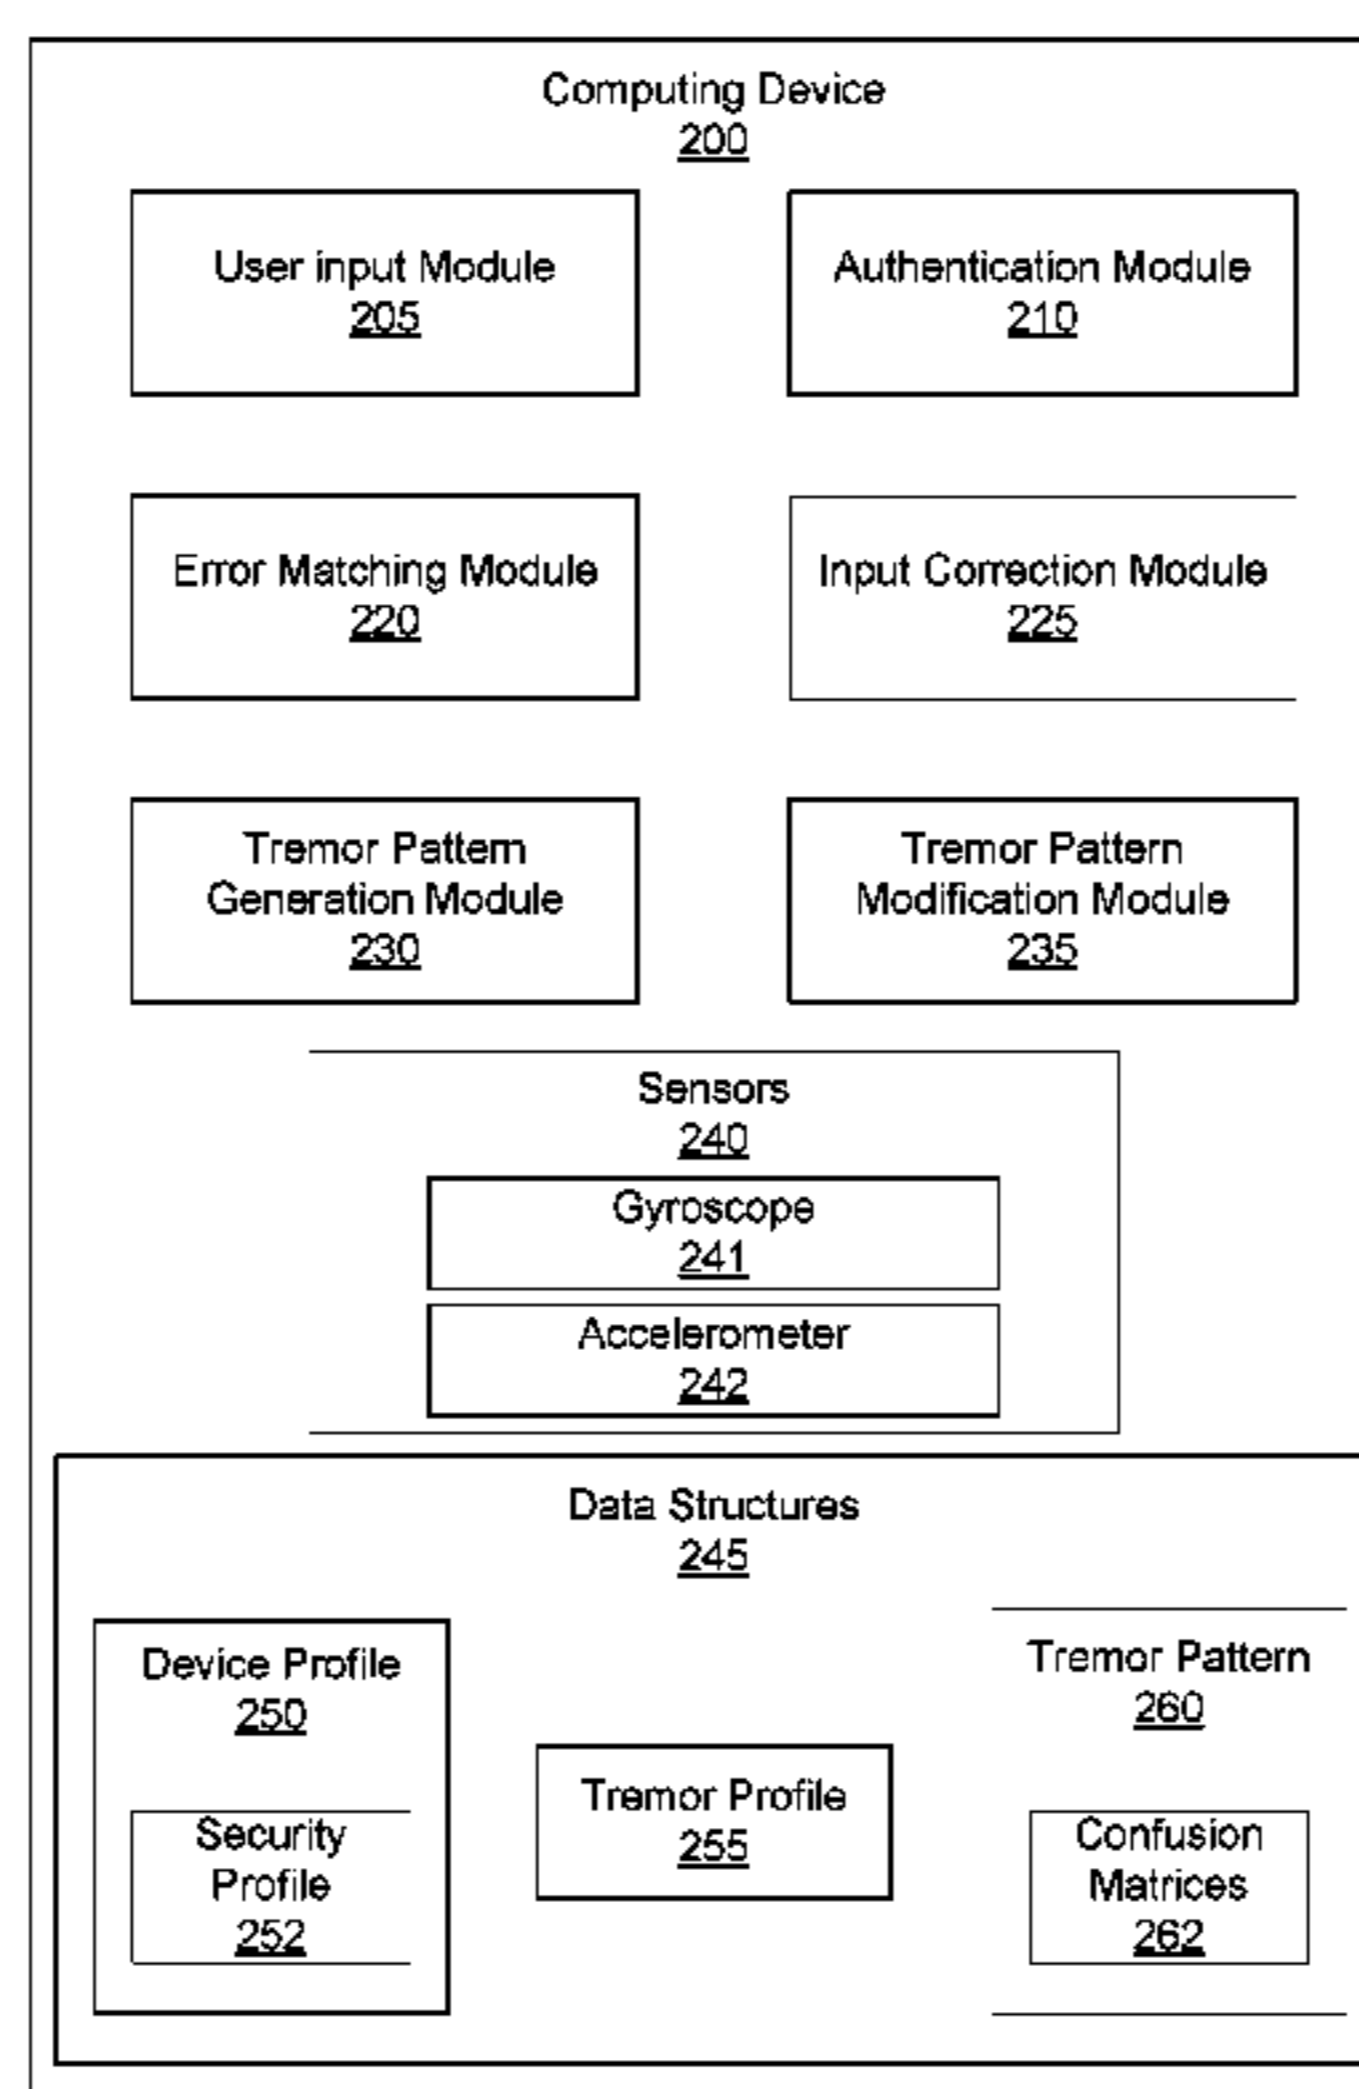 Computing Device
200
User input Module
205
Authentication Module
210
Error Matching Module
220
Input Correction Module
225
Tremor Pattern
Generation Module
230
Tremor Pattern
Modification Module
235
Sensors
240
Gyroscope
241
Accelerometer
242
Data Structures
245
Device Profile
250
Security
Profile
252
Tremor Profile
255
Tremor Pattern
260
Confusion
Matrices
262